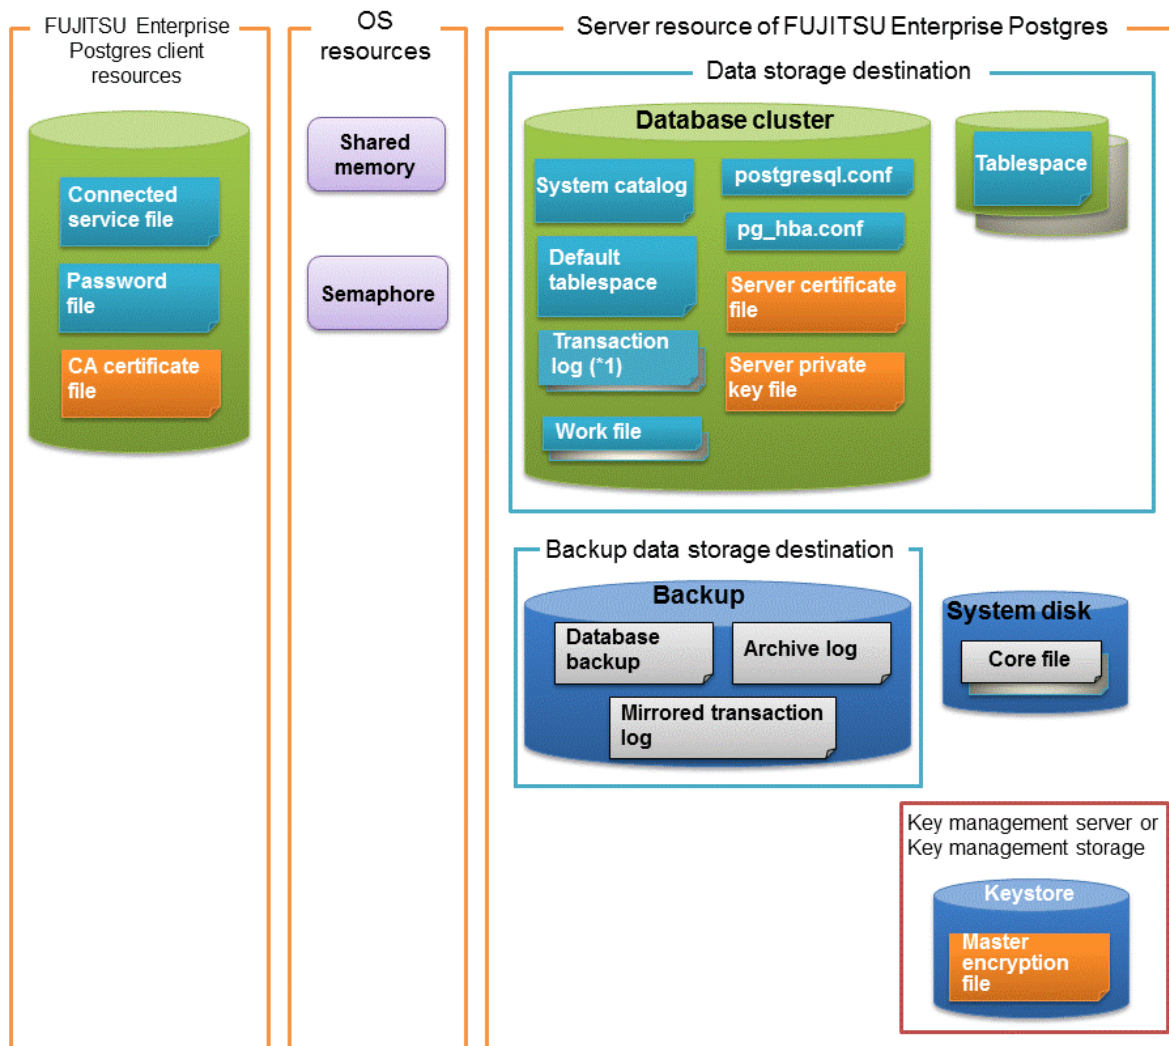 FUJITSU Enterprise
Postgres client
resources
Connected
service file
Password
file
CA certificate
file
OS
resources
Shared
memory
Semaphore
Server resource of FUJITSU Enterprise Postgres
Data storage destination
Database cluster
System catalog
Default
tablespace
Transaction
log (*1)
Work file
postgresql.conf
pg_hba.conf
Server certificate
file
Server private
key file
Tablespace
Backup data storage destination
Backup
Database
backup
Archive log
Mirrored transaction
log
System disk
Core file
Key management server or
Key management storage
Keystore
Master
encryption
file